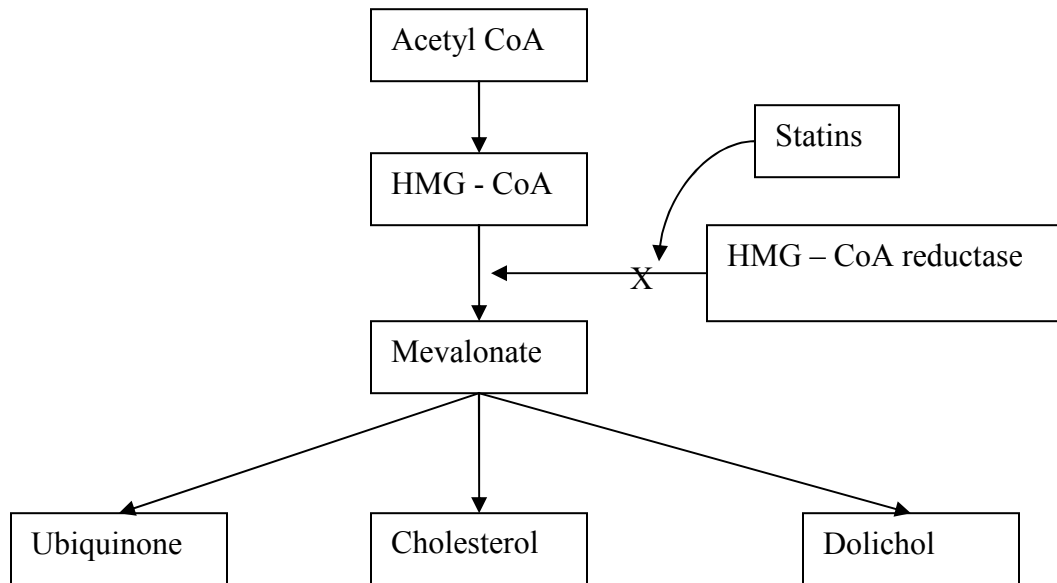 Acetyl CoA
Statins
HMG - CoA
HMG – CoA reductase
X
Mevalonate
Ubiquinone
Cholesterol
Dolichol